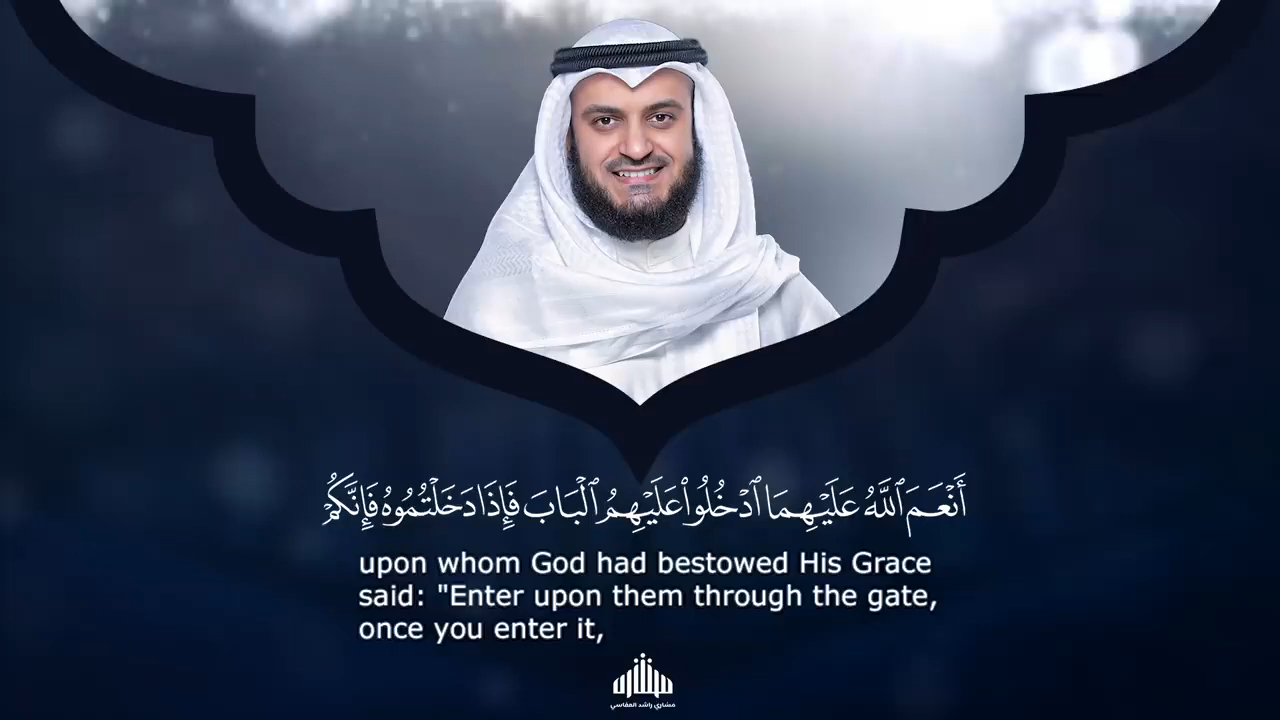 أَنْعَمَ ٱللَّهُ عَلَيْهِمَا ٱدْخُلُوا۟ عَلَيْهِمُ ٱلْبَابَ فَإِذَا دَخَلْتُمُوهُ فَإِنَّكُمْ
upon whom God had bestowed His Grace
said: "Enter upon them through the gate,
once you enter it,
مشاري راشد العفاسي